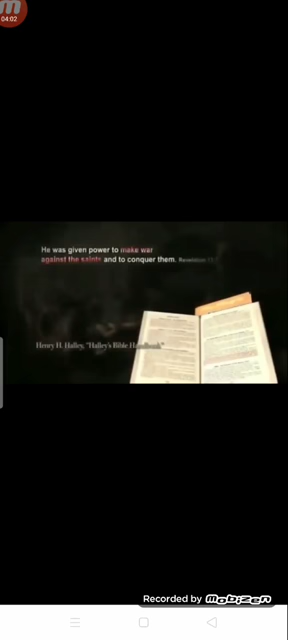 04:02
He was given power to make war
against the saints and to conquer them. Revelation
Henry H. Halley, "Halley's Bible Handbook"
Recorded by mobizen